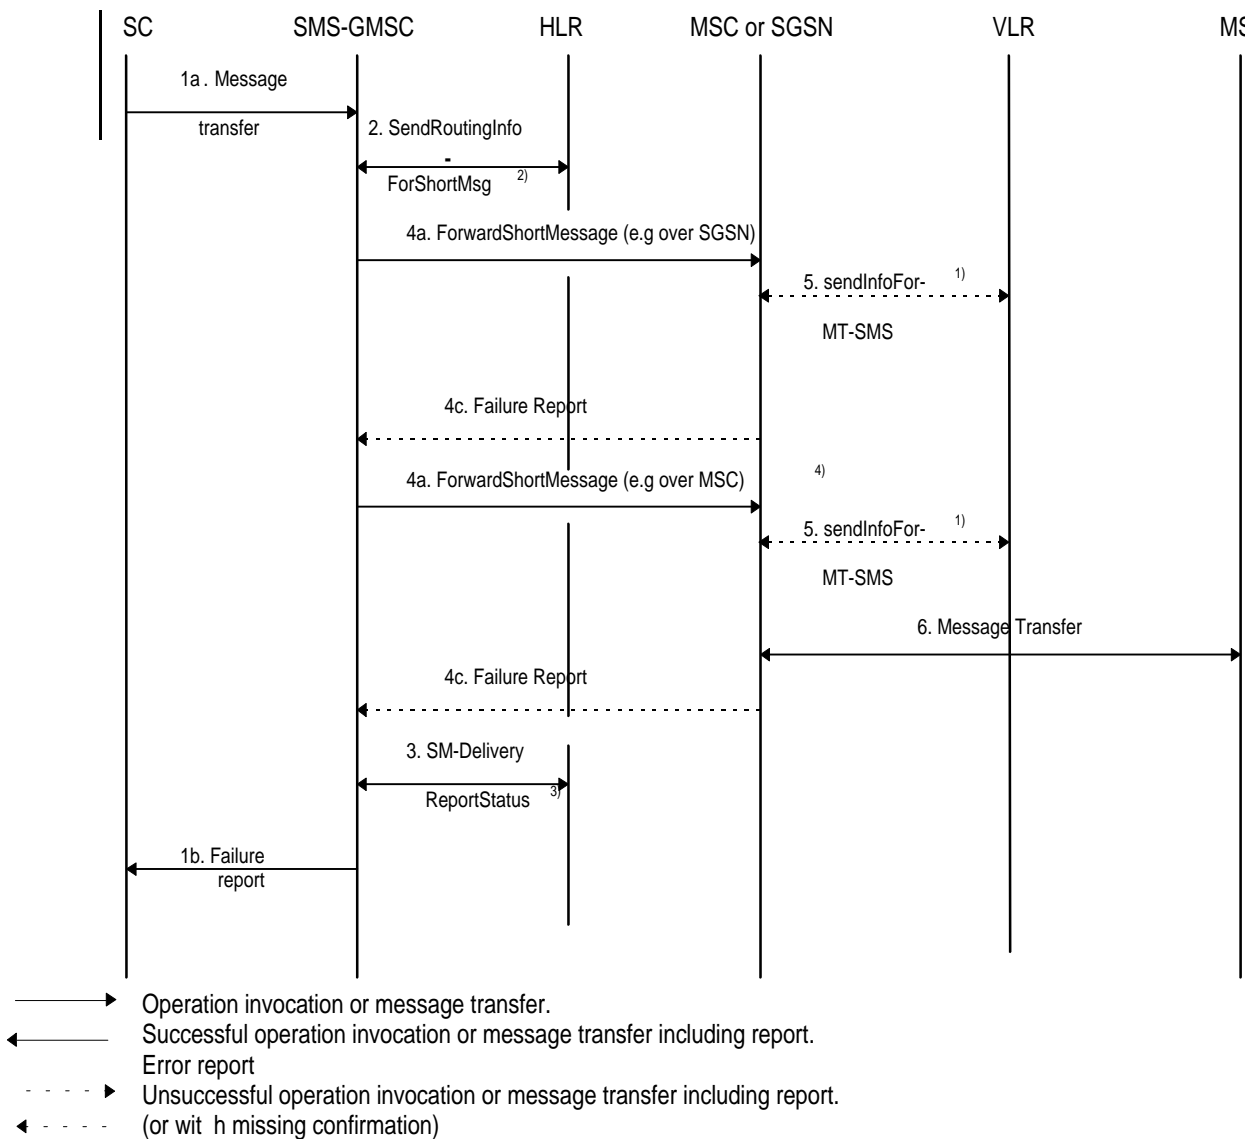 SC SMS-GMSC HLR MSC or SGSN VLR MS
1a . Message
transfer
2. SendRoutingInfo
-
ForShortMsg 2)
4a. ForwardShortMessage (e.g over SGSN)
5. sendInfoFor- 1)
MT-SMS
4c. Failure Report
4a. ForwardShortMessage (e.g over MSC) 4)
5. sendInfoFor- 1)
MT-SMS
6. Message Transfer
4c. Failure Report
3. SM-Delivery
ReportStatus 3)
1b. Failure
report
Operation invocation or message transfer.
Successful operation invocation or message transfer including report.
Error report
Unsuccessful operation invocation or message transfer including report.
(or wit h missing confirmation)